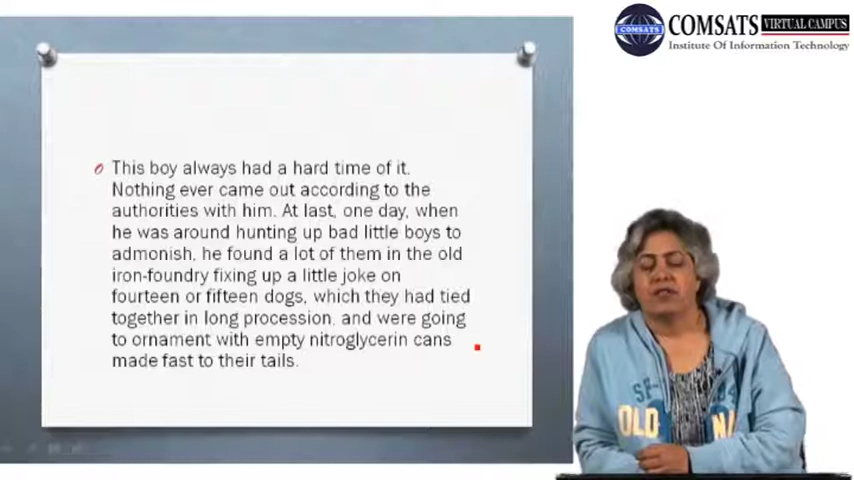 COMSATS VIRTUAL CAMPUS
COMSATS
Institute Of Information Technology
This boy always had a hard time of it.
Nothing ever came out according to the
authorities with him. At last, one day, when
he was around hunting up bad little boys to
admonish, he found a lot of them in the old
iron-foundry fixing up a little joke on
fourteen or fifteen dogs, which they had tied
together in long procession, and were going
to ornament with empty nitroglycerin cans
made fast to their tails.
OLD